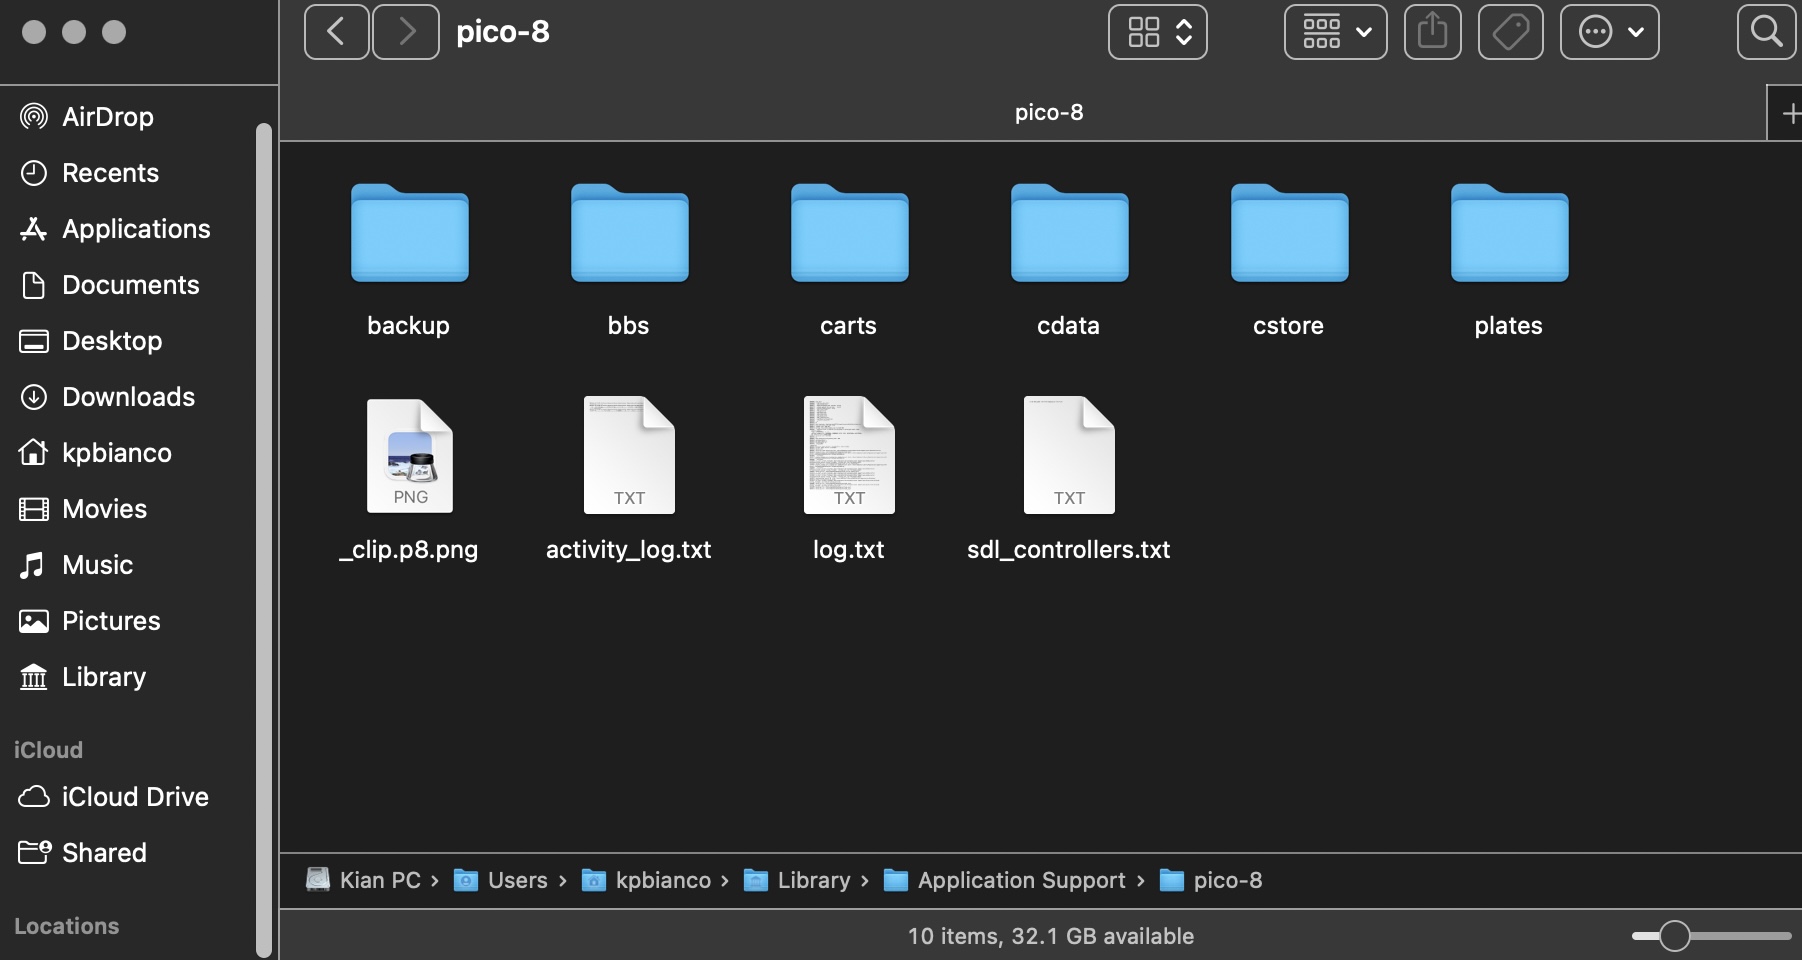 pico-8
pico-8
AirDrop
Recents
Applications
Documents
Desktop
Downloads
kpbianco
Movies
Music
Pictures
Library
iCloud
iCloud Drive
Shared
Locations
backup
bbs
carts
cdata
cstore
plates
PNG
TXT
TXT
TXT
_clip.p8.png
activity_log.txt
log.txt
sdl_controllers.txt
Kian PC › Users › kpbianco › Library › Application Support › pico-8
10 items, 32.1 GB available